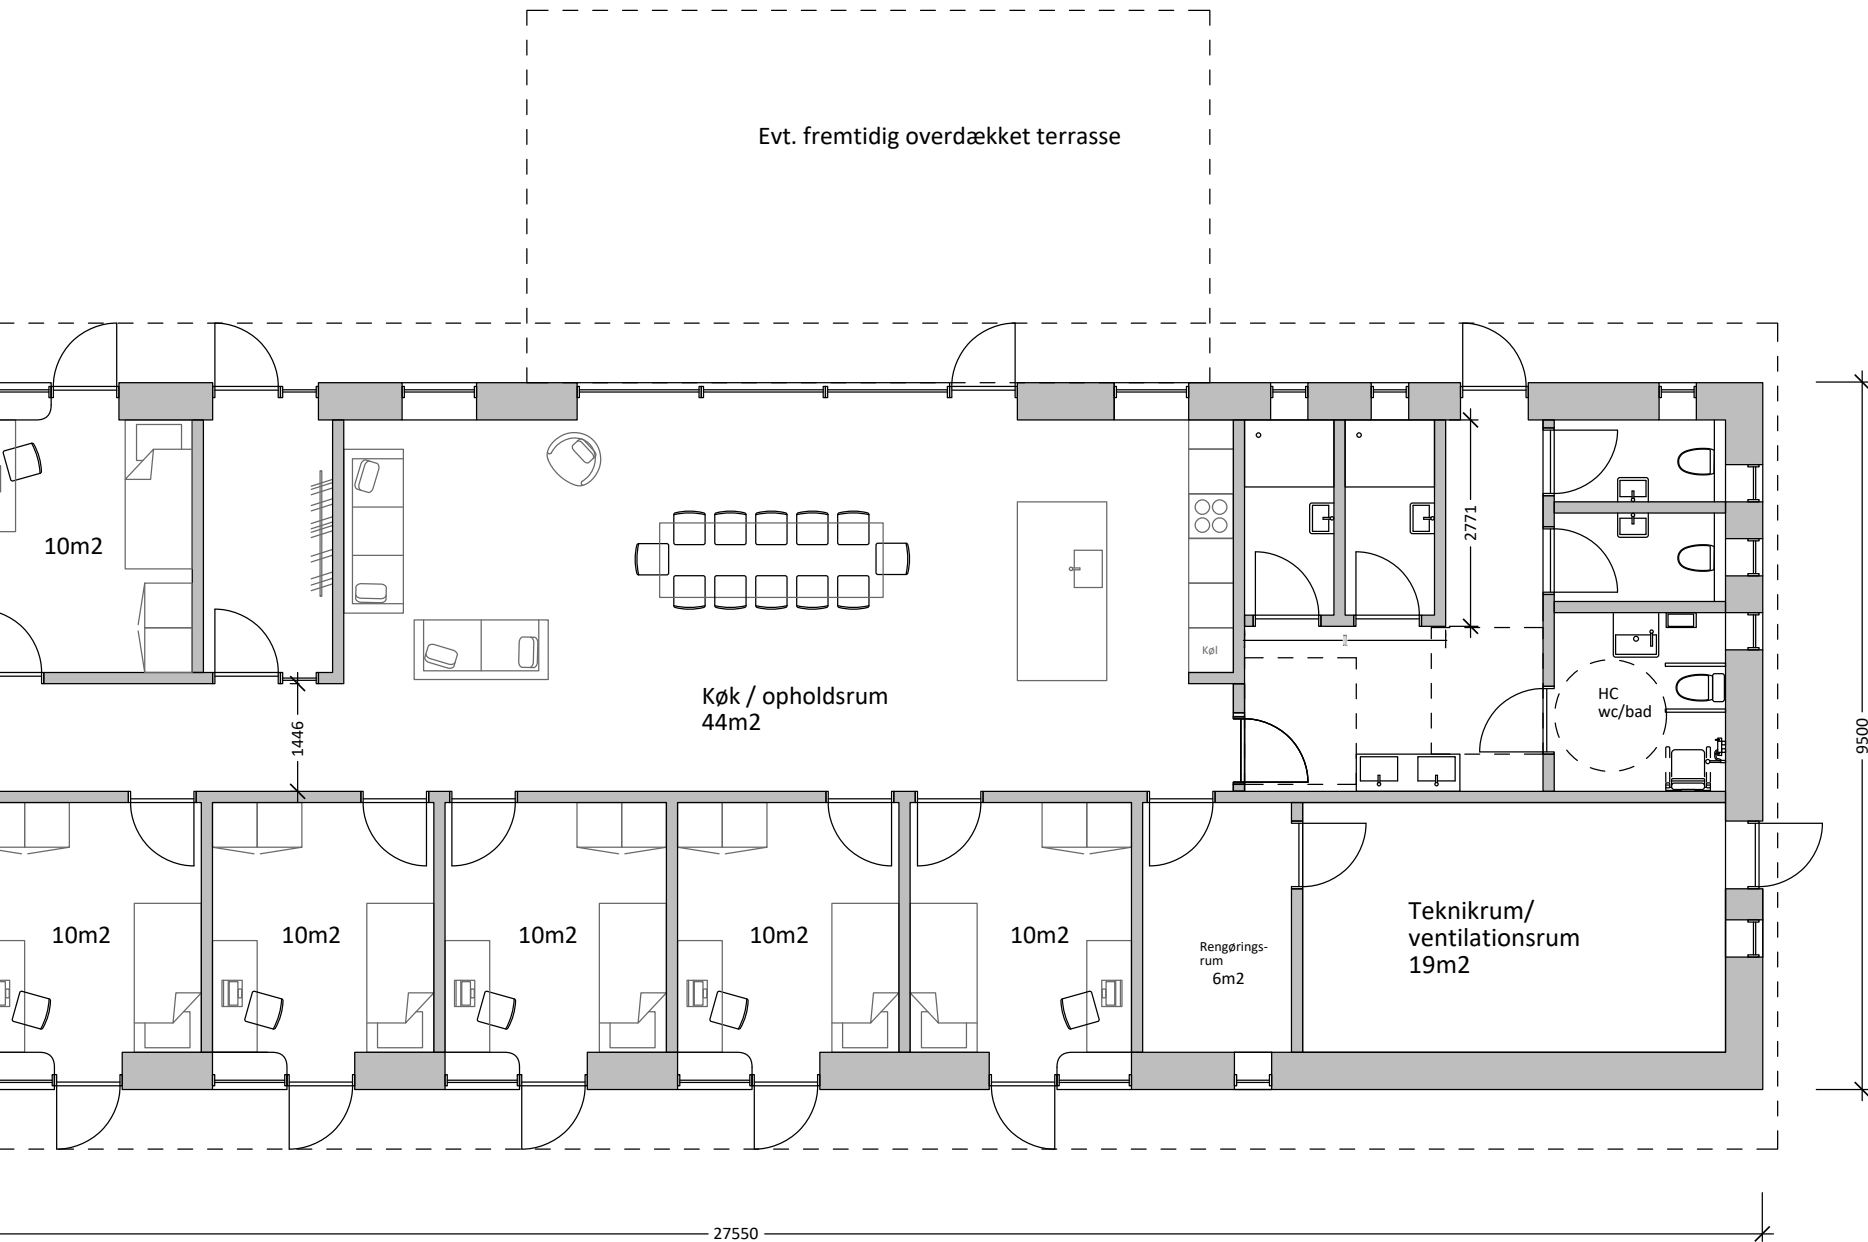 Evt. fremtidig overdækket terrasse
10m2
2771
Køl
Køk / opholdsrum
44m2
HC
wc/bad
1446
9500
10m2
10m2
10m2
10m2
10m2
Rengørings-
rum
6m2
Teknikrum/
ventilationsrum
19m2
27550